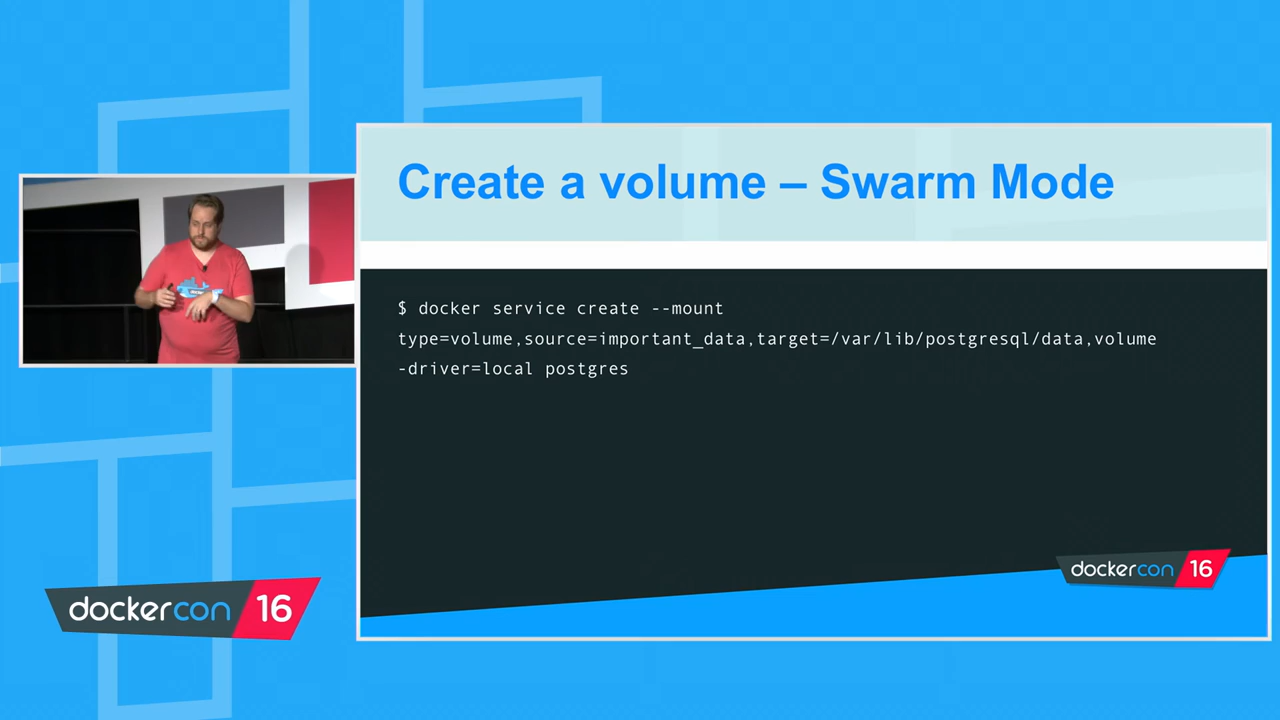 Create a volume – Swarm Mode
$ docker service create --mount
type=volume,source=important_data,target=/var/lib/postgresql/data,volume
-driver=local postgres
dockercon 16
dockercon 16